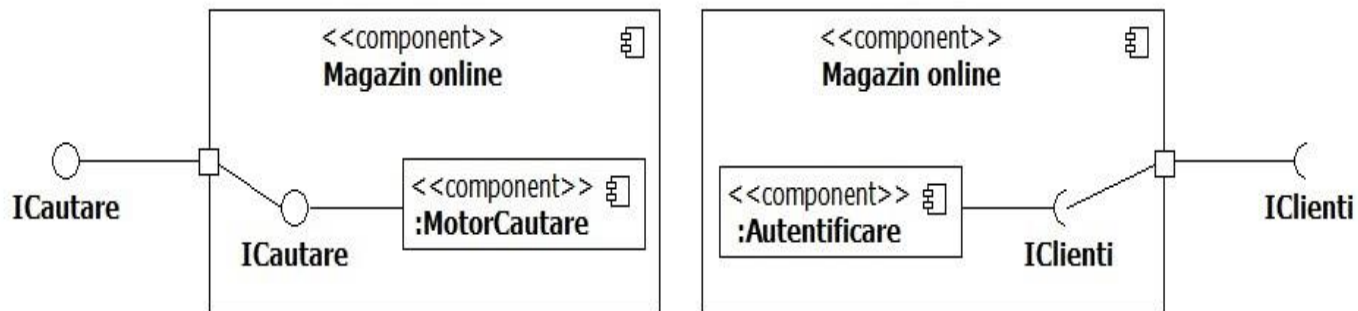 <<component>>
Magazin online
ICautare
ICautare
<<component>>
:MotorCautare
<<component>>
Magazin online
<<component>>
:Autentificare
IClienti
IClienti